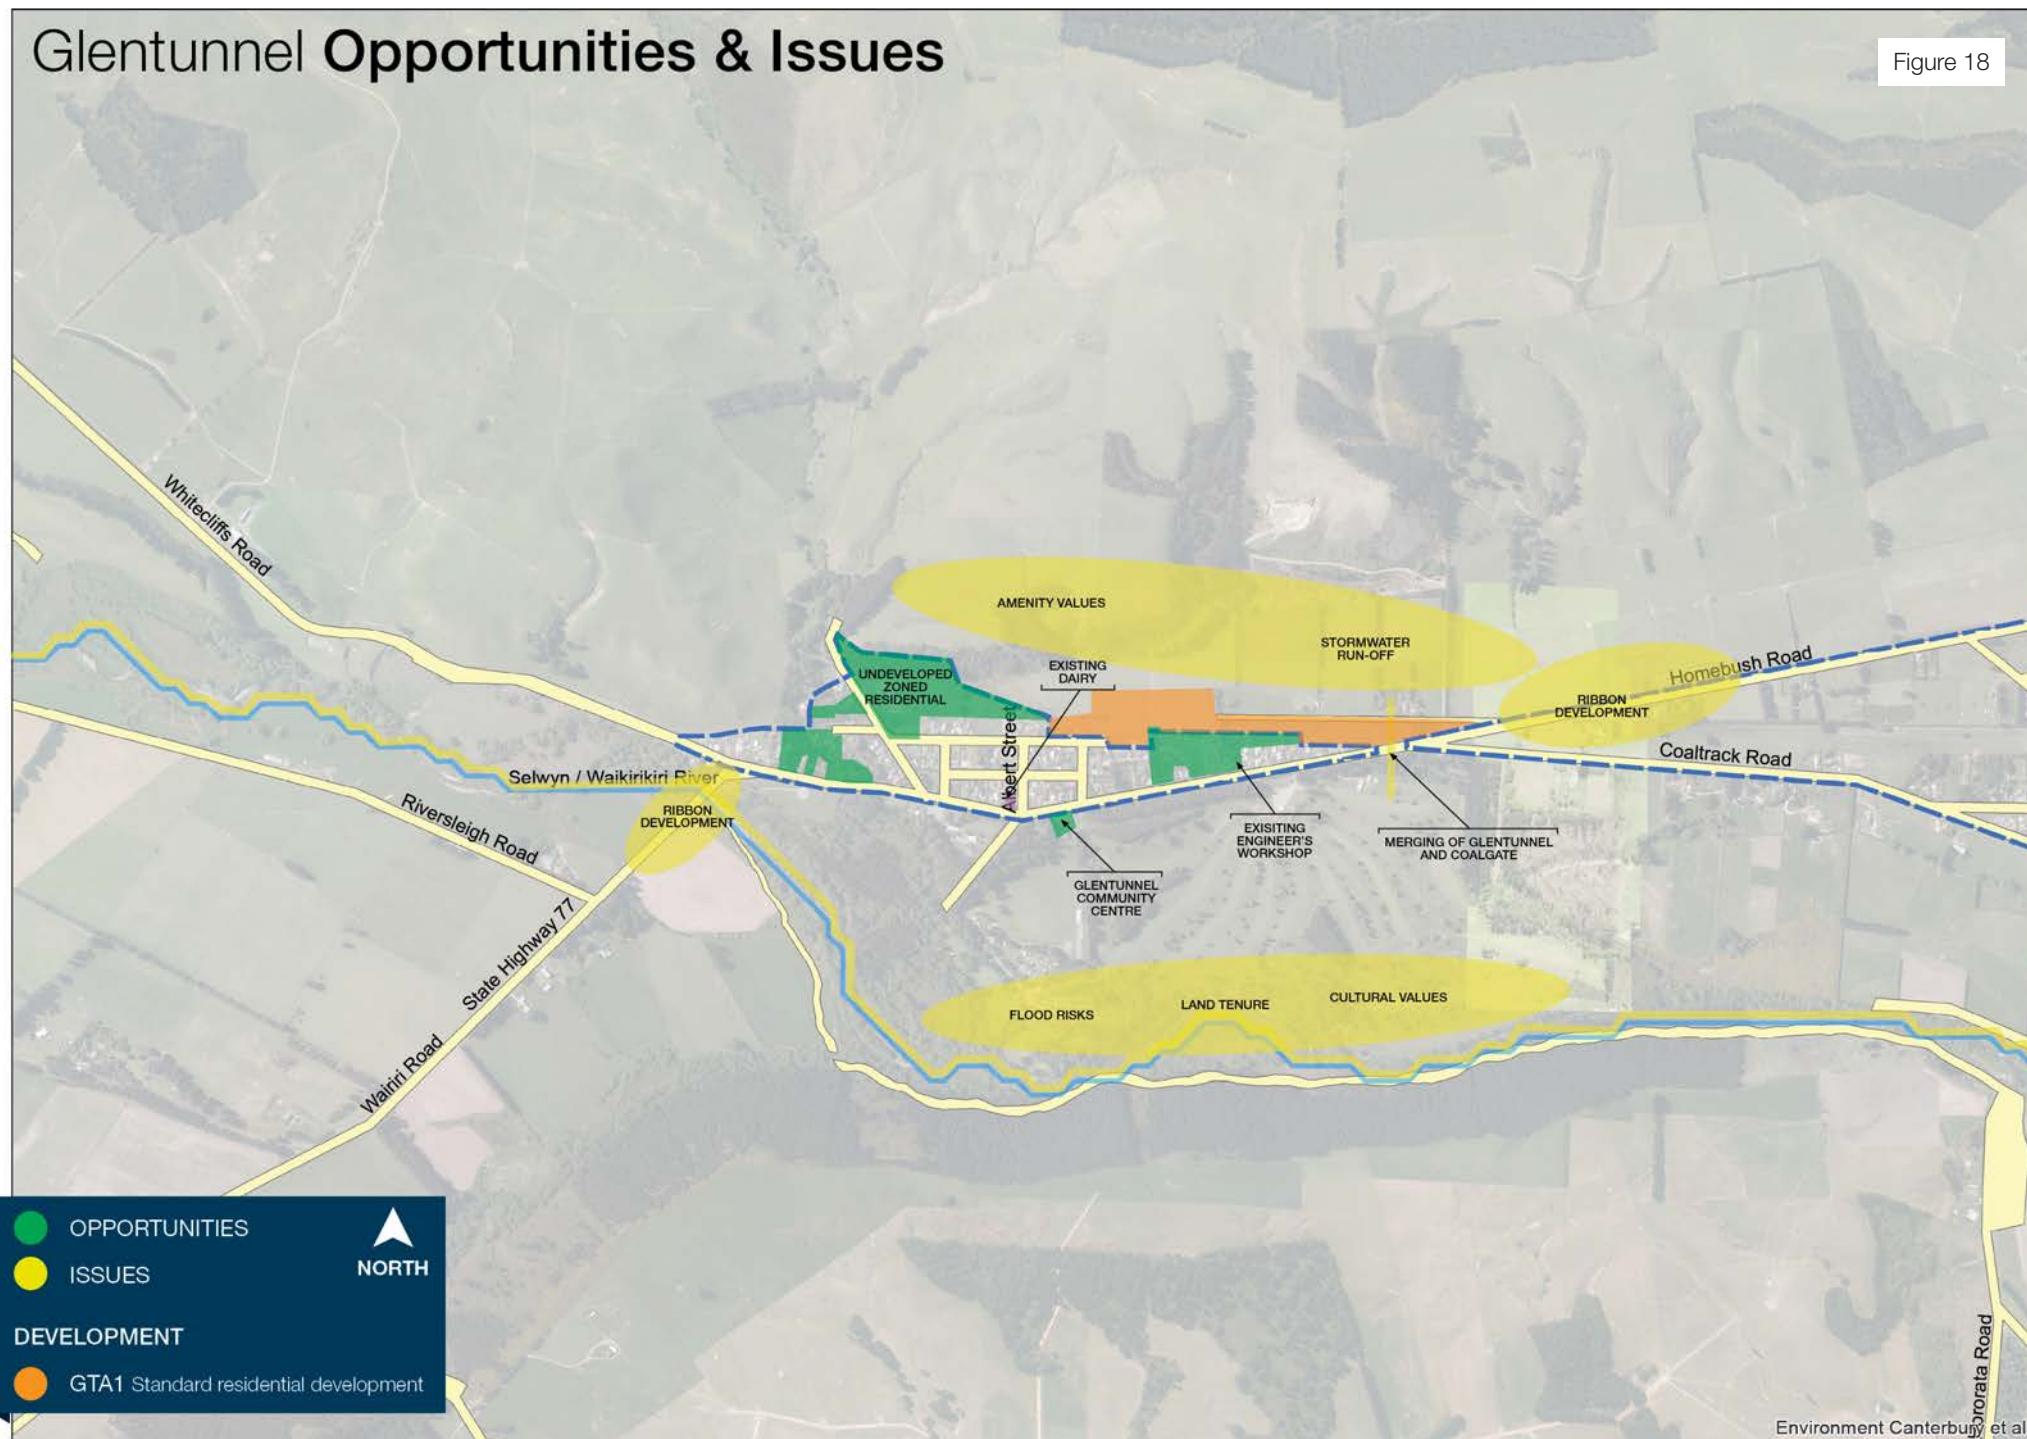 Glentunnel Opportunities & Issues
Figure 18
Whitecliffs Road
AMENITY VALUES
STORMWATER
RUN-OFF
EXISTING
DAIRY
UNDEVELOPED
ZONED
RESIDENTIAL
Homebush Road
RIBBON
DEVELOPMENT
Albert Street
Coaltrack Road
Selwyn / Waikirikiri River
RIBBON
DEVELOPMENT
Riversleigh Road
EXISITING
ENGINEER'S
WORKSHOP
MERGING OF GLENTUNNEL
AND COALGATE
GLENTUNNEL
COMMUNITY
CENTRE
State Highway 77
FLOOD RISKS
LAND TENURE
CULTURAL VALUES
Wairiri Road
OPPORTUNITIES
ISSUES
NORTH
DEVELOPMENT
GTA1 Standard residential development
Road
Environment Canterbury et al